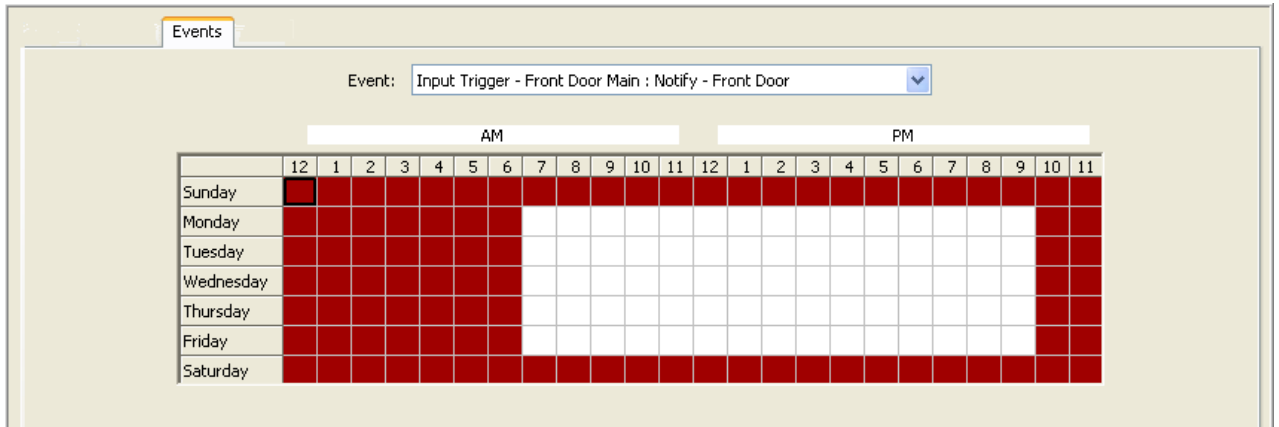 Events
Event: Input Trigger - Front Door Main : Notify - Front Door
AM PM
12 1 2 3 4 5 6 7 8 9 10 11 12 1 2 3 4 5 6 7 8 9 10 11
Sunday
Monday
Tuesday
Wednesday
Thursday
Friday
Saturday